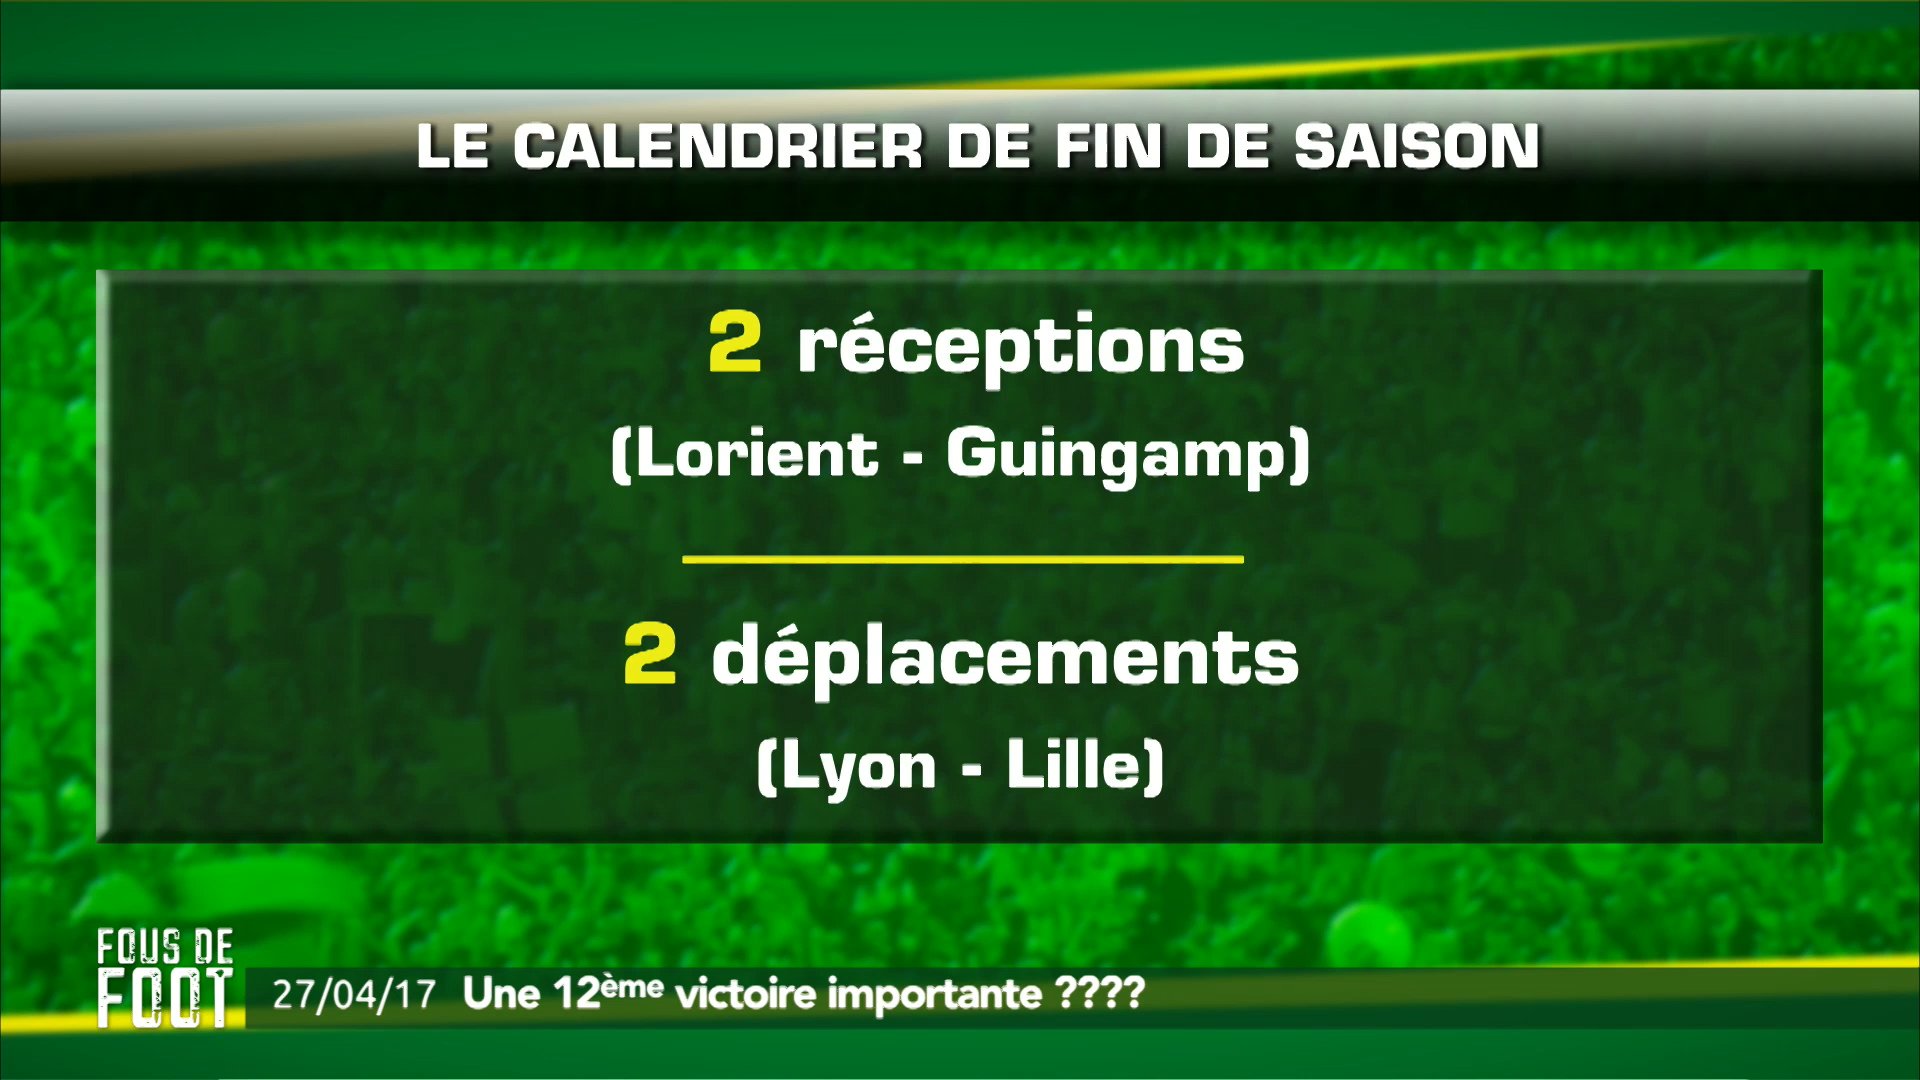 LE CALENDRIER DE FIN DE SAISON
2 réceptions
(Lorient - Guingamp)
2 déplacements
(Lyon - Lille)
FOUS DE
FOOT
27/04/17 Une 12ème victoire importante ????